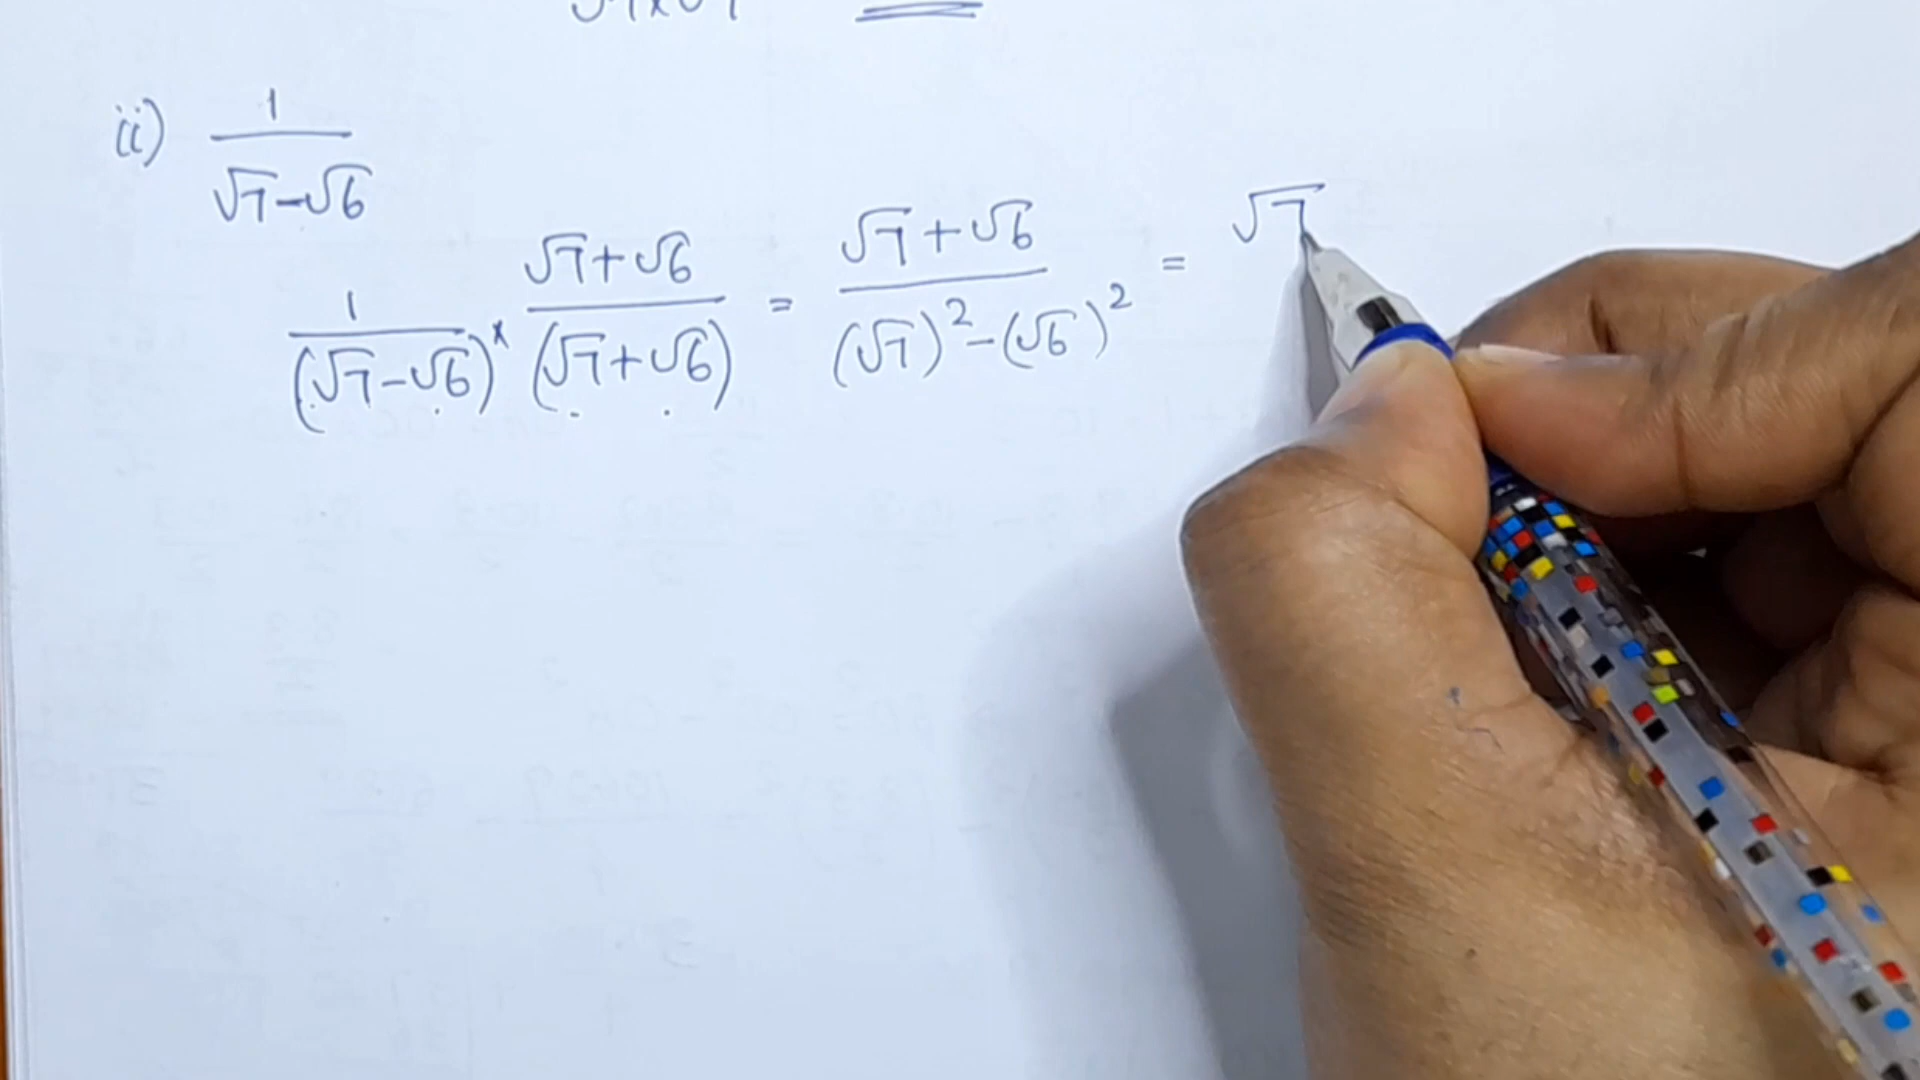 ii) 1/(√7-√6)
1/(√7-√6) × (√7+√6)/(√7+√6) = (√7+√6)/((√7)²-(√6)²) = √7